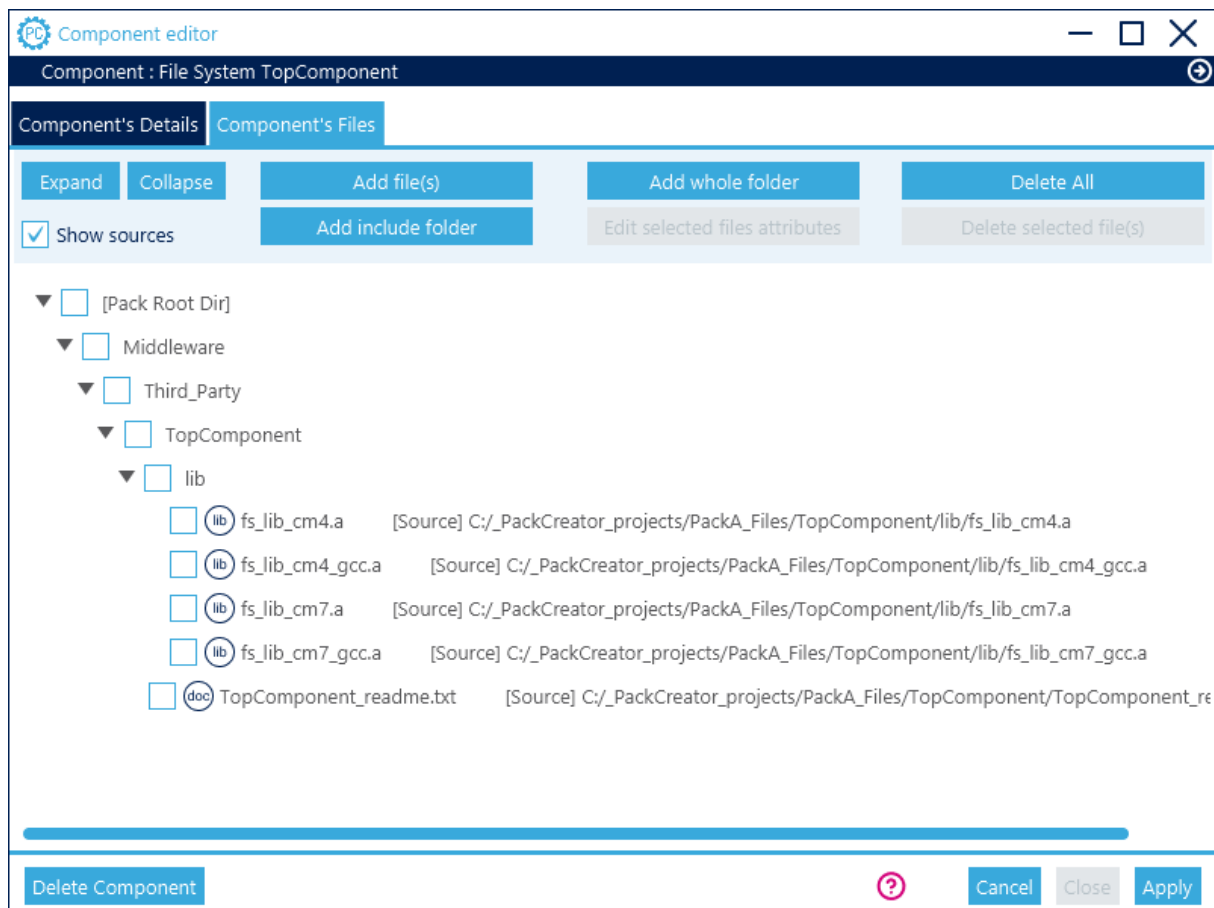 PC Component editor
Component : File System TopComponent
Component's Details Component's Files
Expand Collapse Add file(s) Add whole folder Delete All
Show sources Add include folder Edit selected files attributes Delete selected file(s)
[Pack Root Dir]
Middleware
Third_Party
TopComponent
lib
lib fs_lib_cm4.a [Source] C:/_PackCreator_projects/PackA_Files/TopComponent/lib/fs_lib_cm4.a
lib fs_lib_cm4_gcc.a [Source] C:/_PackCreator_projects/PackA_Files/TopComponent/lib/fs_lib_cm4_gcc.a
lib fs_lib_cm7.a [Source] C:/_PackCreator_projects/PackA_Files/TopComponent/lib/fs_lib_cm7.a
lib fs_lib_cm7_gcc.a [Source] C:/_PackCreator_projects/PackA_Files/TopComponent/lib/fs_lib_cm7_gcc.a
doc TopComponent_readme.txt [Source] C:/_PackCreator_projects/PackA_Files/TopComponent/TopComponent_re
Delete Component ? Cancel Close Apply